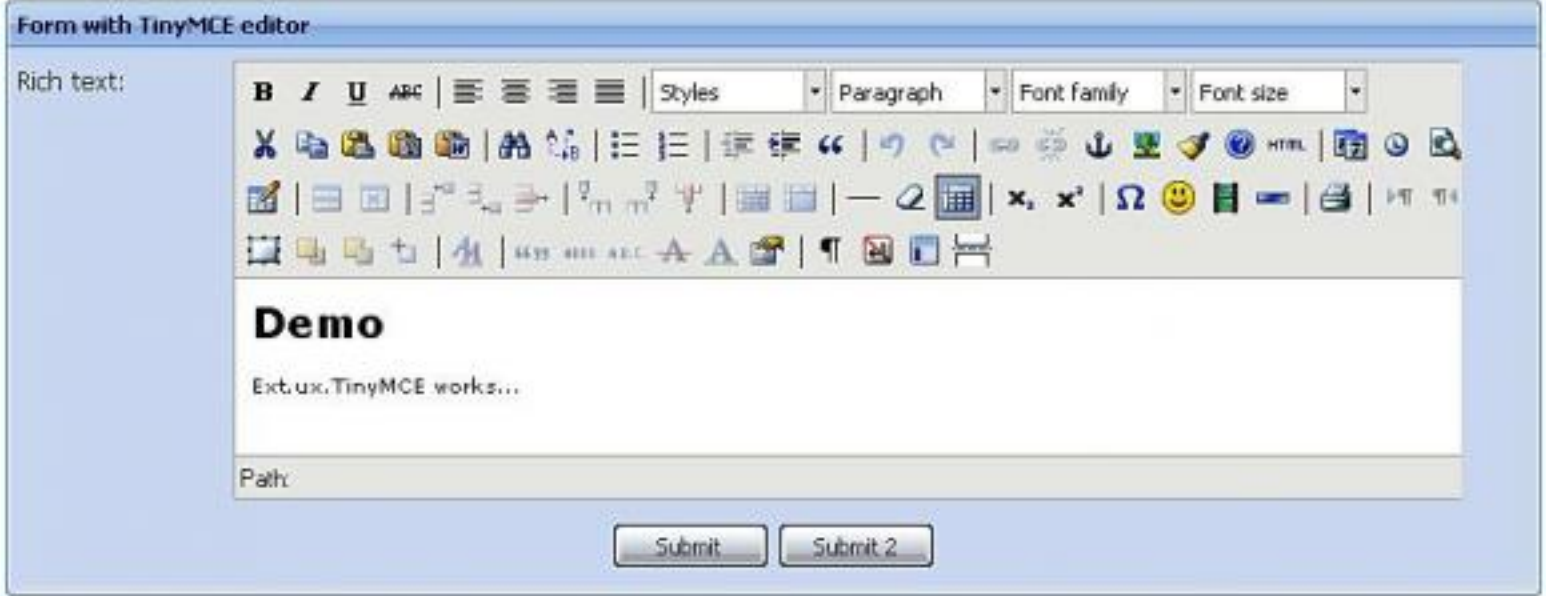 Form with TinyMCE editor
Rich text:
B I U ABC Styles Paragraph Font family Font size
HTML
Demo
Ext.ux.TinyMCE works...
Path:
Submit Submit 2